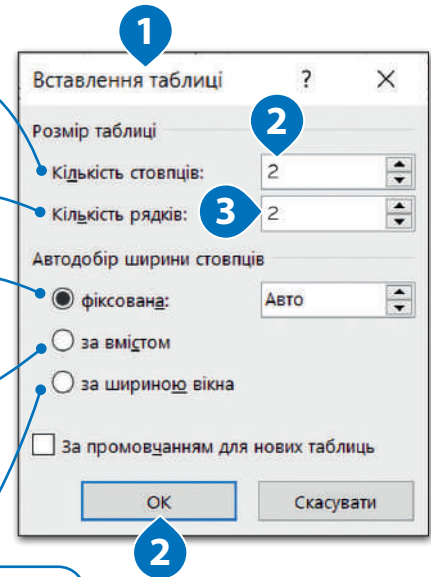 1
Вставлення таблиці ? ×
Розмір таблиці
2
Кількість стовпців: 2
Кількість рядків: 3 2
Автодобір ширини стовпців
фіксована: Авто
за вмістом
за шириною вікна
За промовчанням для нових таблиць
ОК Скасувати
2